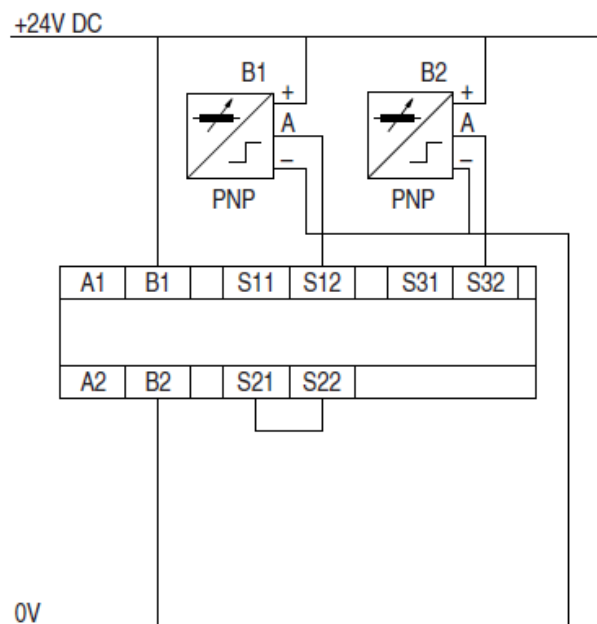 +24V DC
B1 B2
+ +
A A
– –
PNP PNP
A1 B1 S11 S12 S31 S32
A2 B2 S21 S22
0V